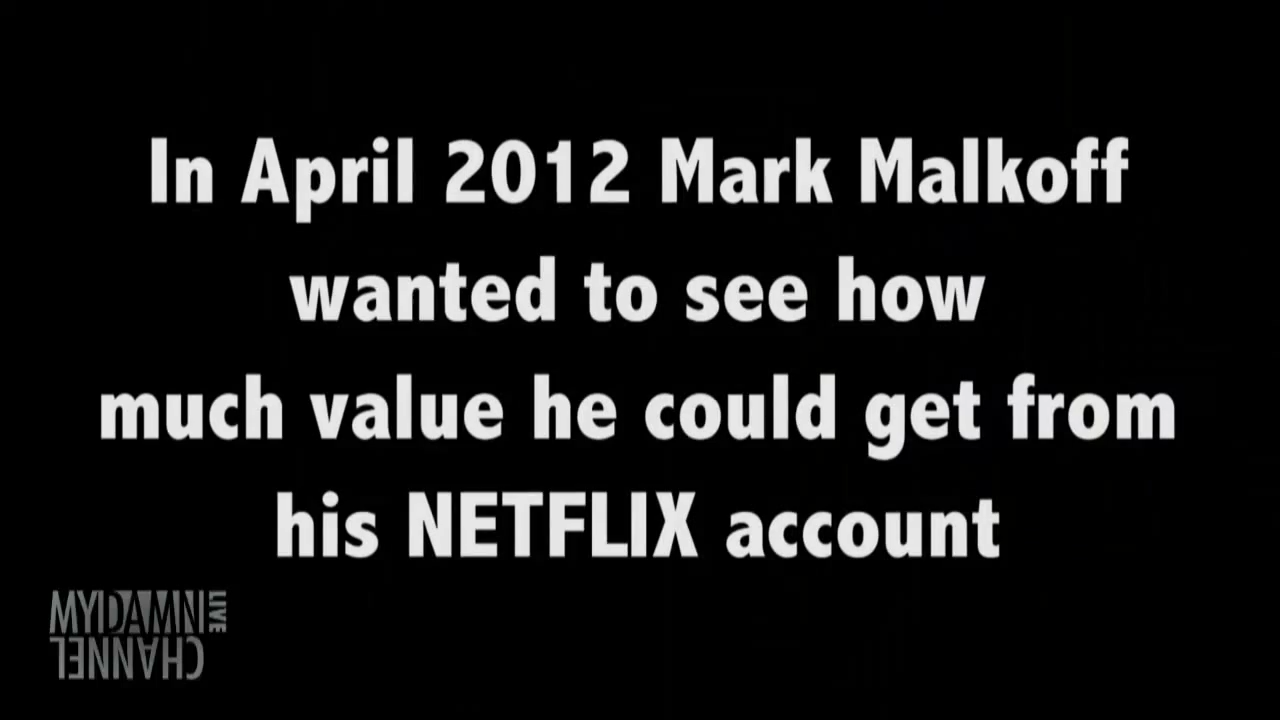 In April 2012 Mark Malkoff
wanted to see how
much value he could get from
his NETFLIX account
MYDAMN LIVE
CHANNEL